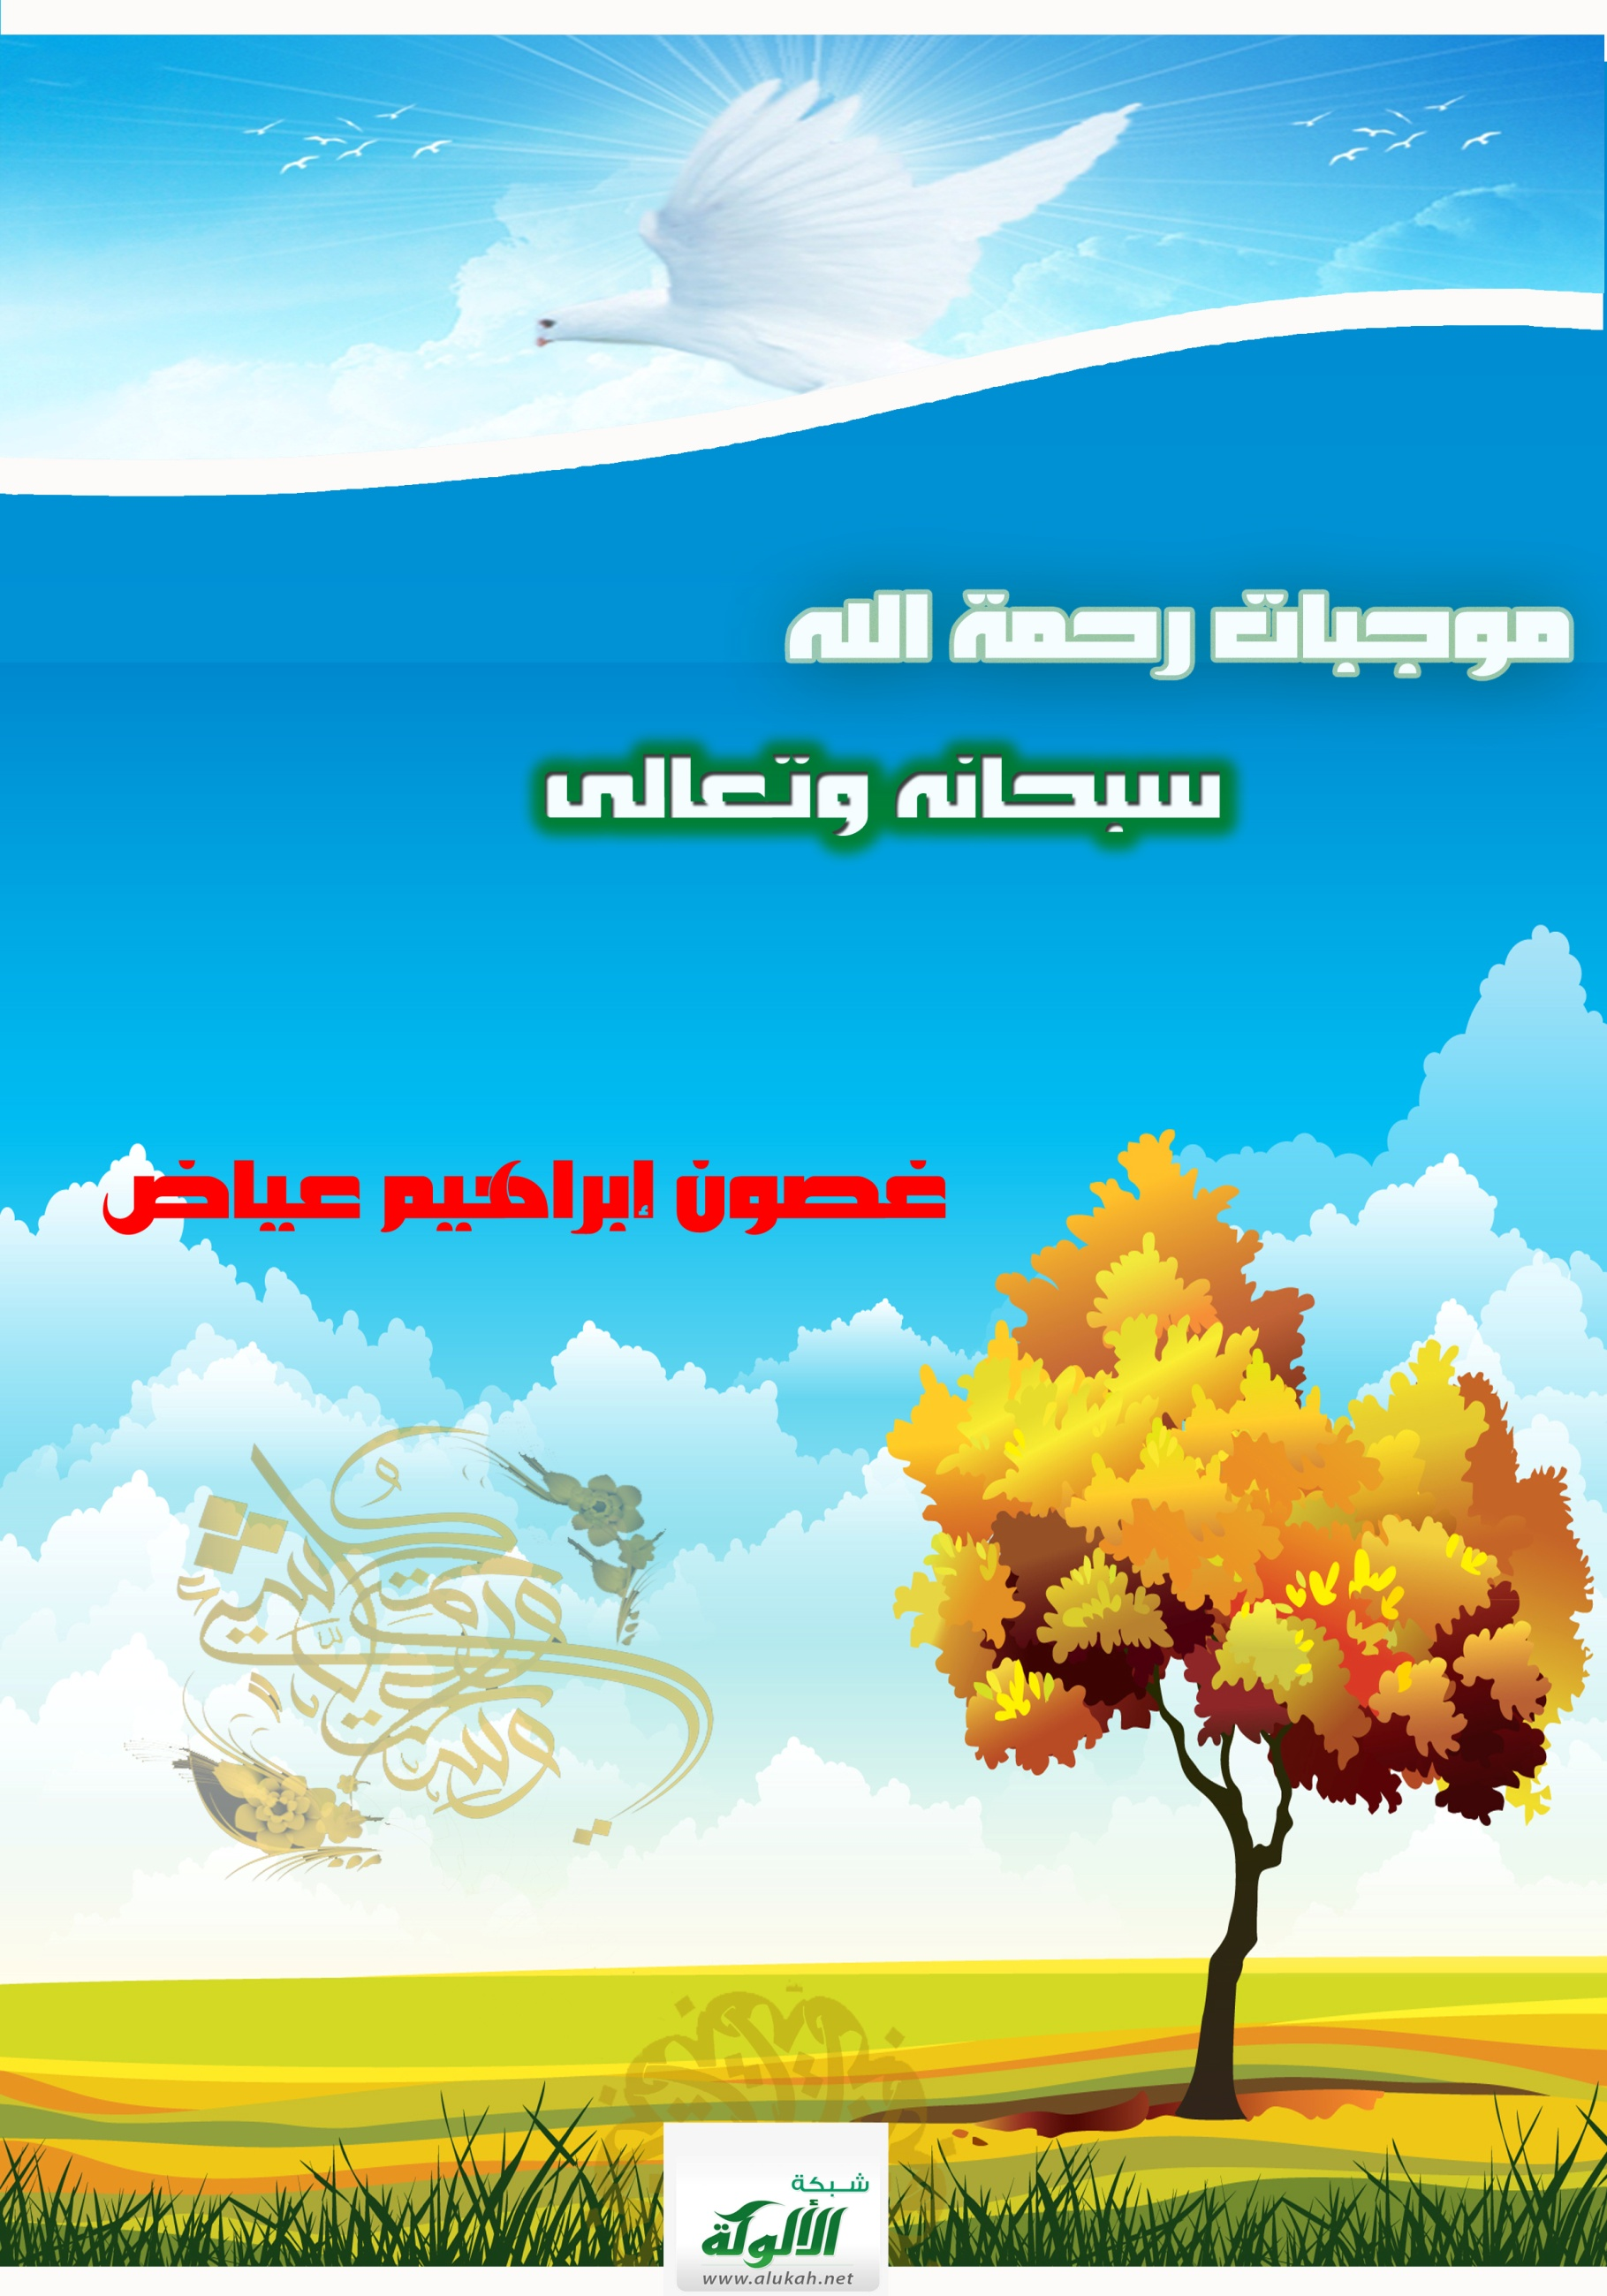 موجبات رحمة الله
سبحانه وتعالى
غصون إبراهيم عياض
شبكة
الألوكة
www.alukah.net